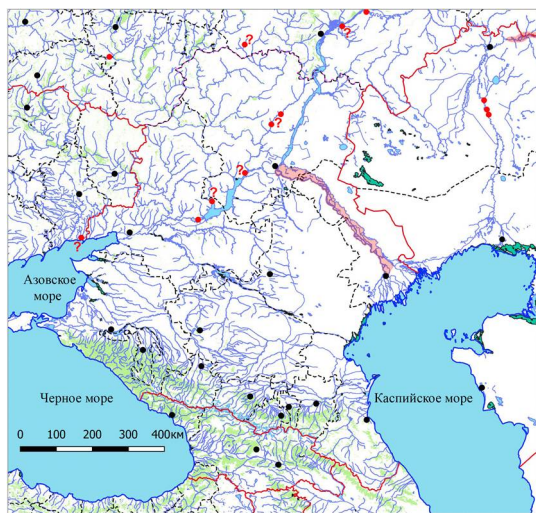 ?
?
?
?
?
?
Азовское
море
Черное море
Каспийское море
0 100 200 300 400км